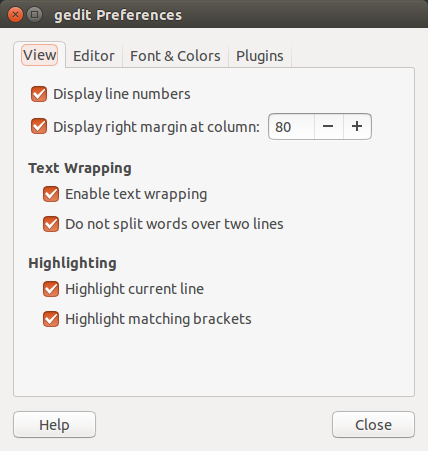 gedit Preferences
View Editor Font & Colors Plugins
Display line numbers
Display right margin at column: 80
Text Wrapping
Enable text wrapping
Do not split words over two lines
Highlighting
Highlight current line
Highlight matching brackets
Help Close